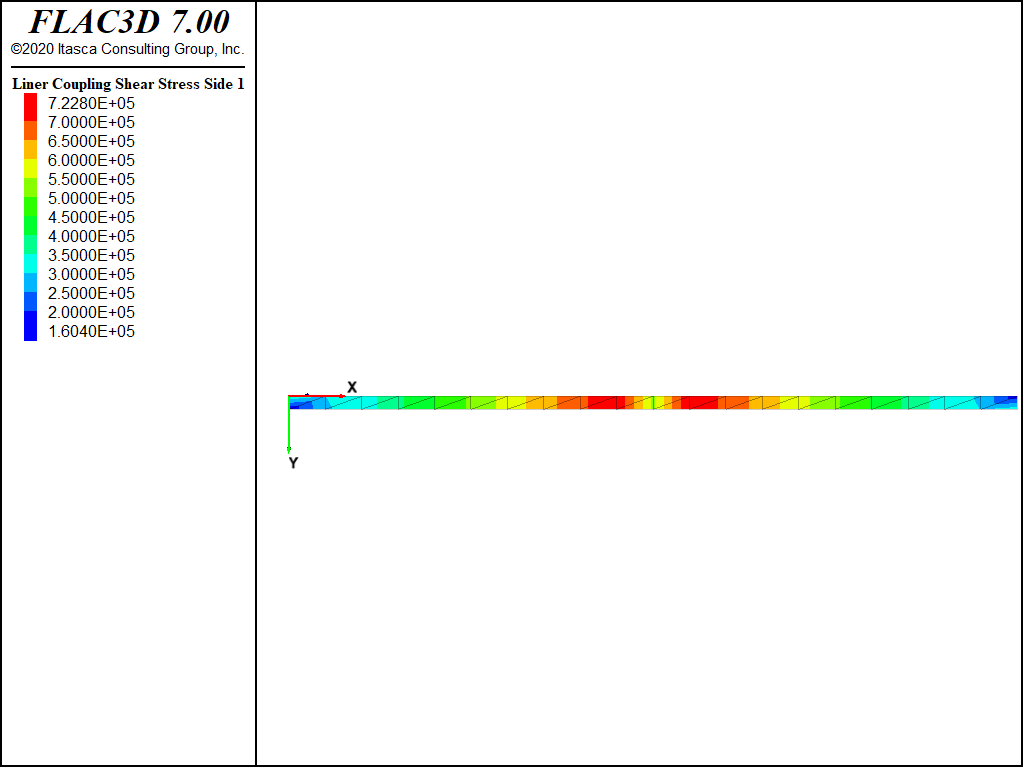 FLAC3D 7.00
©2020 Itasca Consulting Group, Inc.
Liner Coupling Shear Stress Side 1
7.2280E+05
7.0000E+05
6.5000E+05
6.0000E+05
5.5000E+05
5.0000E+05
4.5000E+05
4.0000E+05
3.5000E+05
3.0000E+05
2.5000E+05
2.0000E+05
1.6040E+05
X
Y